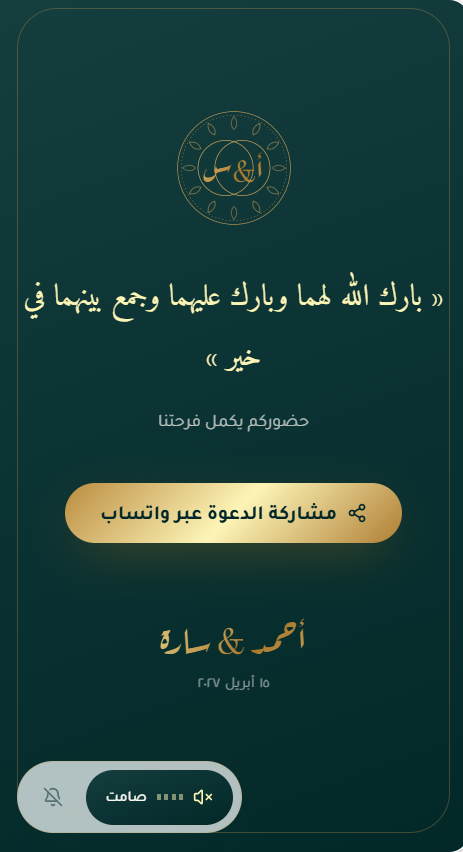 أ & س
« بارك الله لهما وبارك عليهما وجمع بينهما في
خير »
حضوركم يكمل فرحتنا
مشاركة الدعوة عبر واتساب
أحمد & سارة
١٥ أبريل ٢٠٢٧
صامت